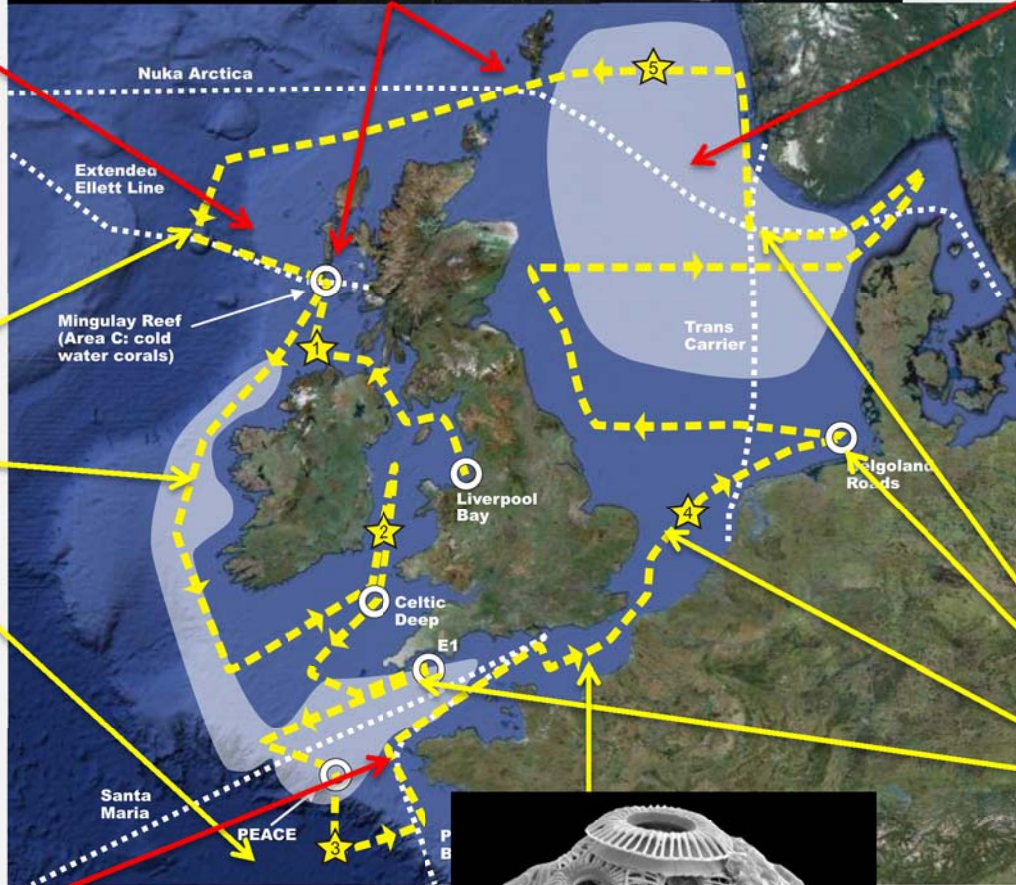 Nuka Arctica
5
Extended
Ellett Line
Mingulay Reef
(Area C: cold
water corals)
1
Trans
Carrier
Liverpool
Bay
Roads
2
4
Celtic
Deep
E1
Santa
Maria
PEACE
3